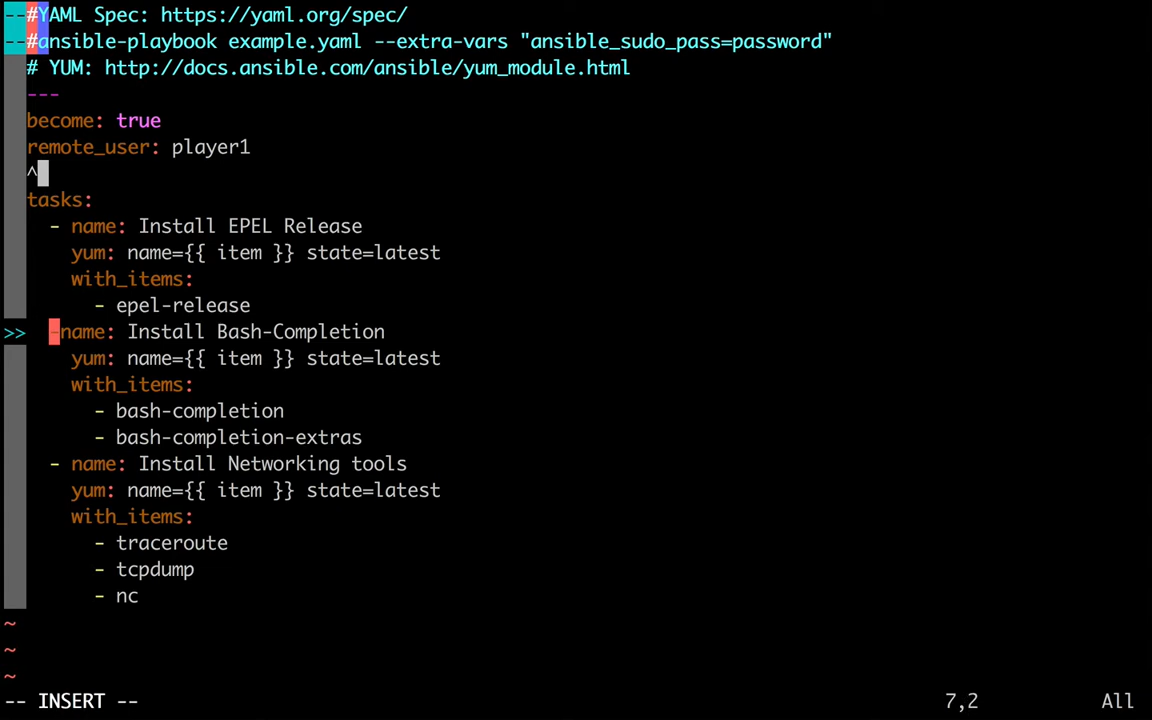 --#YAML Spec: https://yaml.org/spec/
--#ansible-playbook example.yaml --extra-vars "ansible_sudo_pass=password"
# YUM: http://docs.ansible.com/ansible/yum_module.html
---
become: true
remote_user: player1
^
tasks:
  - name: Install EPEL Release
    yum: name={{ item }} state=latest
    with_items:
      - epel-release
>>  -name: Install Bash-Completion
    yum: name={{ item }} state=latest
    with_items:
      - bash-completion
      - bash-completion-extras
  - name: Install Networking tools
    yum: name={{ item }} state=latest
    with_items:
      - traceroute
      - tcpdump
      - nc
~
~
~
-- INSERT -- 7,2 All